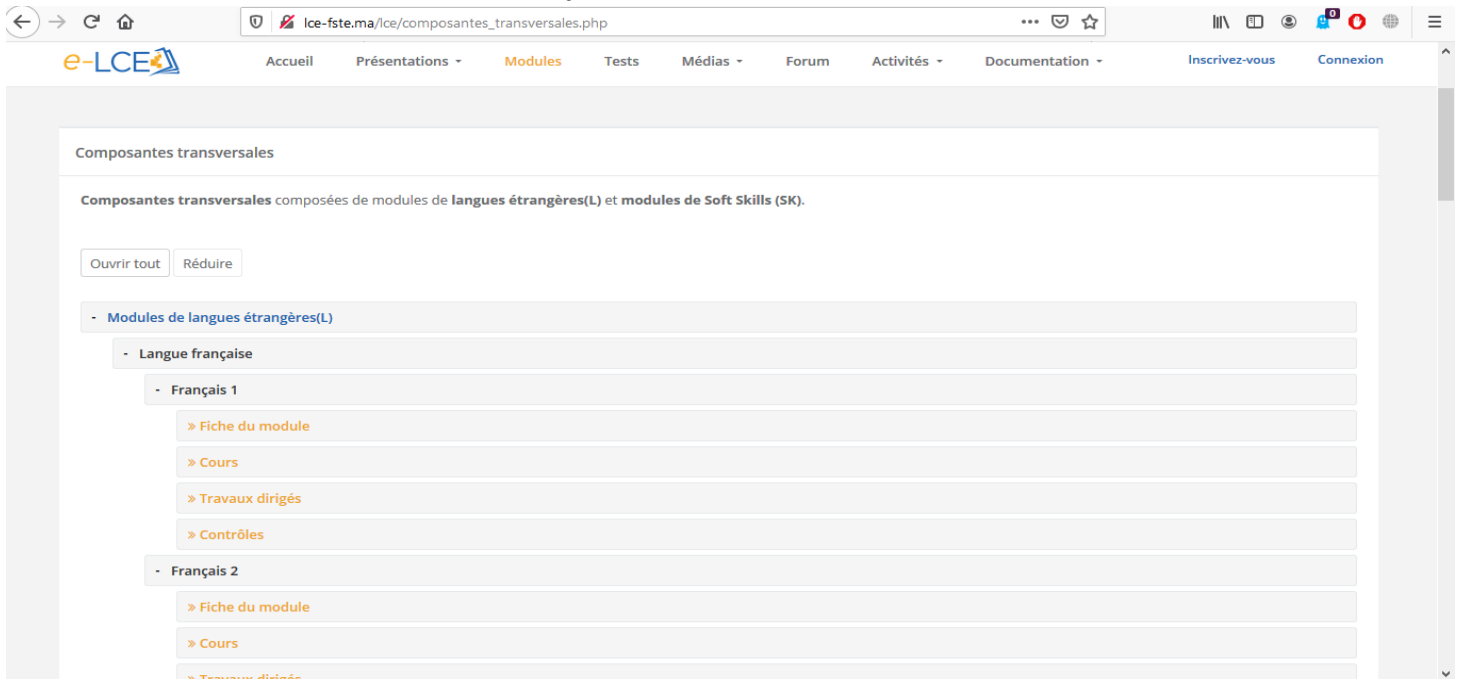 lce-fste.ma/lce/composantes_transversales.php
0
e-LCE
Accueil Présentations Modules Tests Médias Forum Activités Documentation Inscrivez-vous Connexion
Composantes transversales
Composantes transversales composées de modules de langues étrangères(L) et modules de Soft Skills (SK).
Ouvrir tout Réduire
- Modules de langues étrangères(L)
- Langue française
- Français 1
» Fiche du module
» Cours
» Travaux dirigés
» Contrôles
- Français 2
» Fiche du module
» Cours
» Travaux dirigés